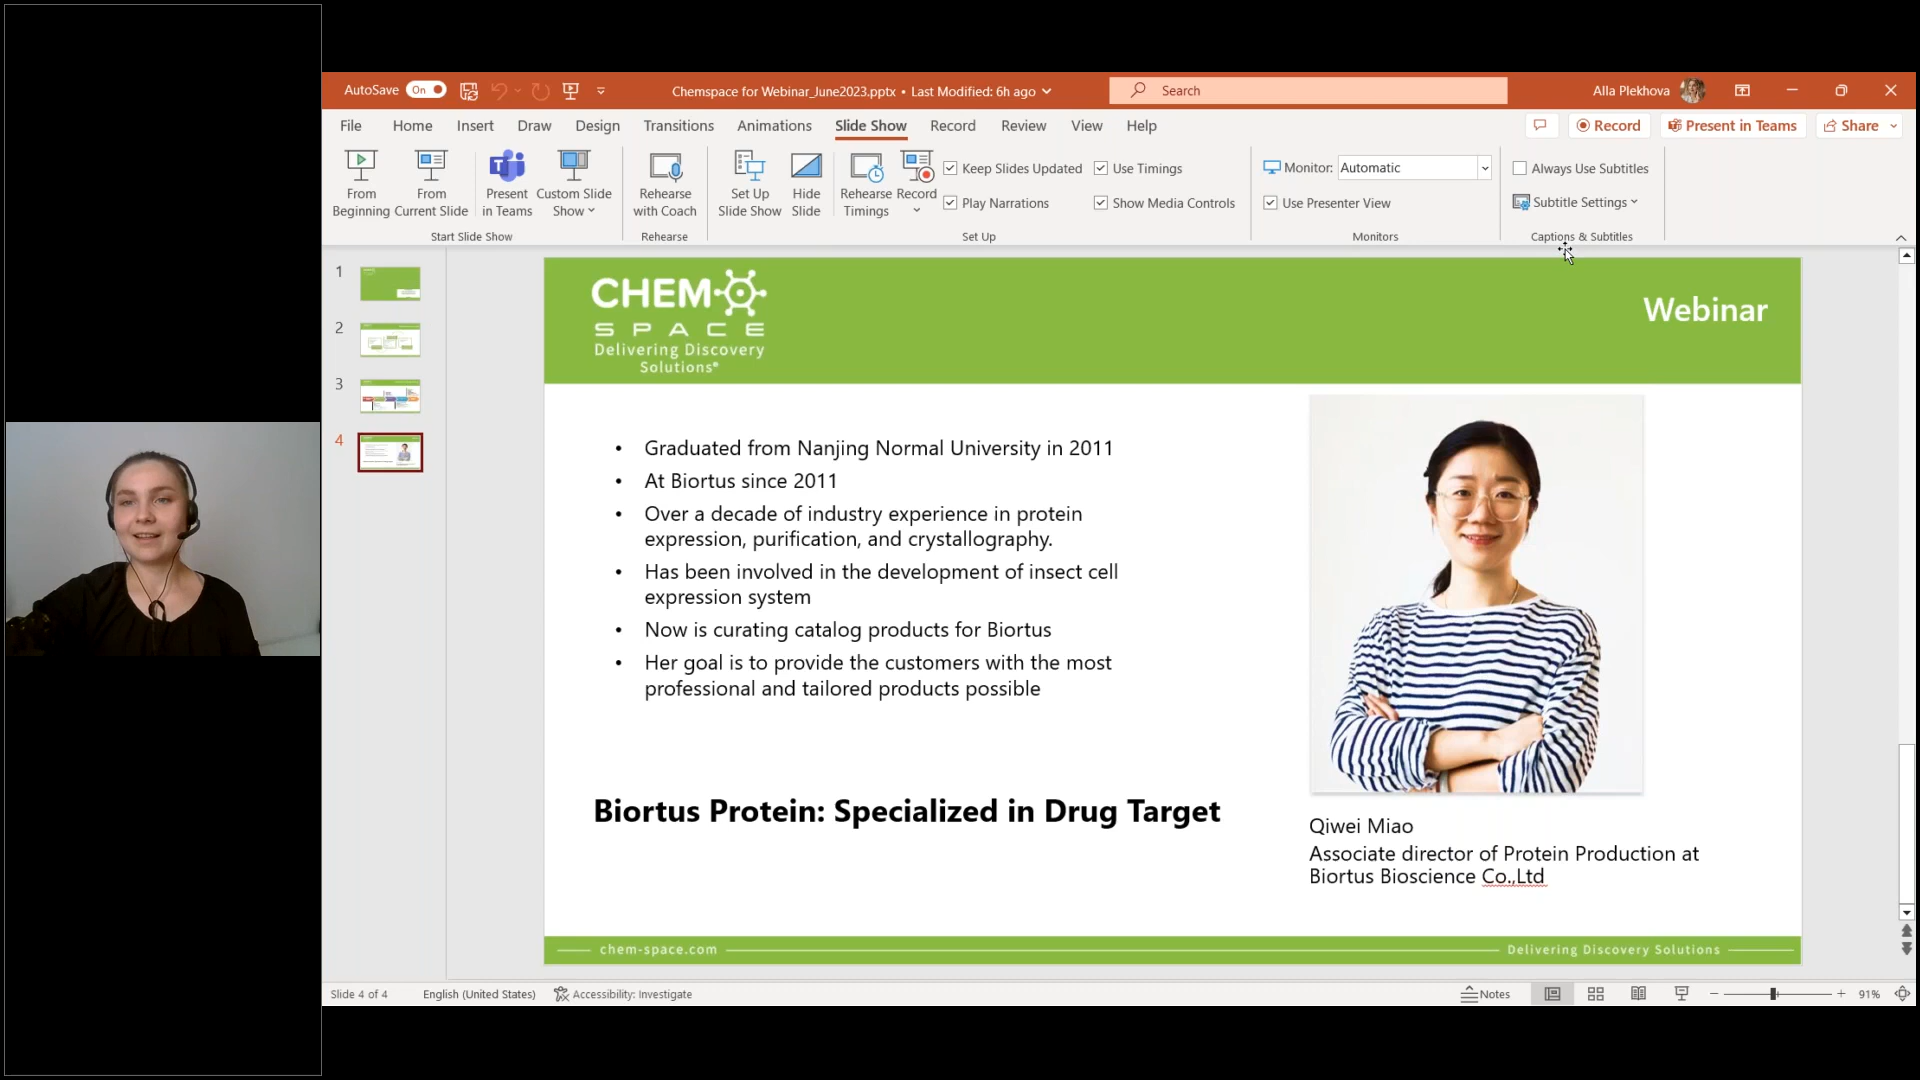 AutoSave On
Chemspace for Webinar_June2023.pptx • Last Modified: 6h ago
Search
Alla Plekhova
File Home Insert Draw Design Transitions Animations Slide Show Record Review View Help
Record Present in Teams Share
From Beginning
From Current Slide
Present in Teams
Custom Slide Show
Start Slide Show
Rehearse with Coach
Rehearse
Set Up Slide Show
Hide Slide
Rehearse Timings
Record
Keep Slides Updated
Play Narrations
Use Timings
Show Media Controls
Set Up
Monitor: Automatic
Use Presenter View
Monitors
Always Use Subtitles
Subtitle Settings
Captions & Subtitles
1
2
3
4
CHEM
SPACE
Delivering Discovery
Solutions®
Webinar
• Graduated from Nanjing Normal University in 2011
• At Biortus since 2011
• Over a decade of industry experience in protein
expression, purification, and crystallography.
• Has been involved in the development of insect cell
expression system
• Now is curating catalog products for Biortus
• Her goal is to provide the customers with the most
professional and tailored products possible
Biortus Protein: Specialized in Drug Target
Qiwei Miao
Associate director of Protein Production at
Biortus Bioscience Co.,Ltd
chem-space.com
Delivering Discovery Solutions
Slide 4 of 4 English (United States) Accessibility: Investigate
Notes
91%